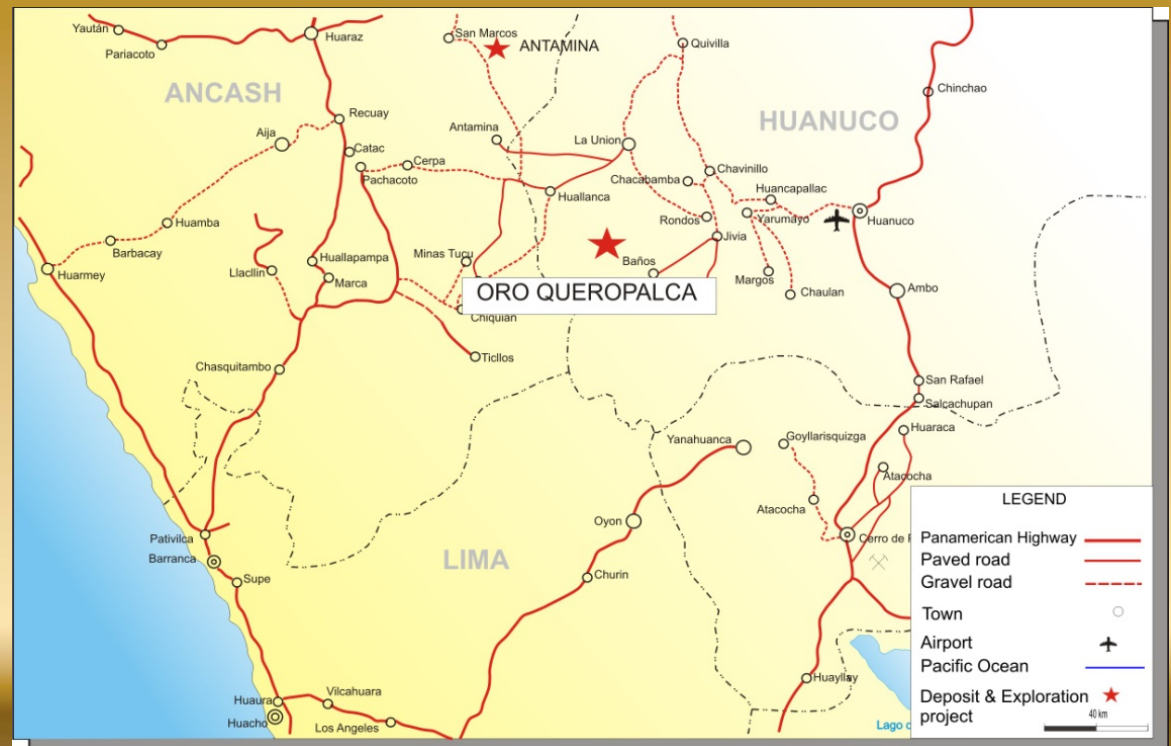 Yaután
Pariacoto
Huaraz
San Marcos
ANTAMINA
Quivilla
Chinchao
ANCASH
HUANUCO
Recuay
Aija
Catac
Antamina
La Union
Cerpa
Pachacoto
Chacabamba
Chavinillo
Huancapallac
Huallanca
Rondos
Yarumayo
Huanuco
Huamba
Barbacay
Huarmey
Llacllin
Huallapampa
Marca
Minas Tucu
Jivia
Baños
Margos
Chaulan
Ambo
ORO QUEROPALCA
Chiquian
Ticllos
Chasquitambo
San Rafael
Salcachupan
Huaraca
Yanahuanca
Goyllarisquizga
Atacocha
Atacocha
Oyon
Cerro de
Pativilca
Barranca
LIMA
Churin
Supe
Huaura
Vilcahuara
Huacho
Los Angeles
Huayllay
Lago
LEGEND
Panamerican Highway
Paved road
Gravel road
Town
Airport
Pacific Ocean
Deposit & Exploration
project
40 km